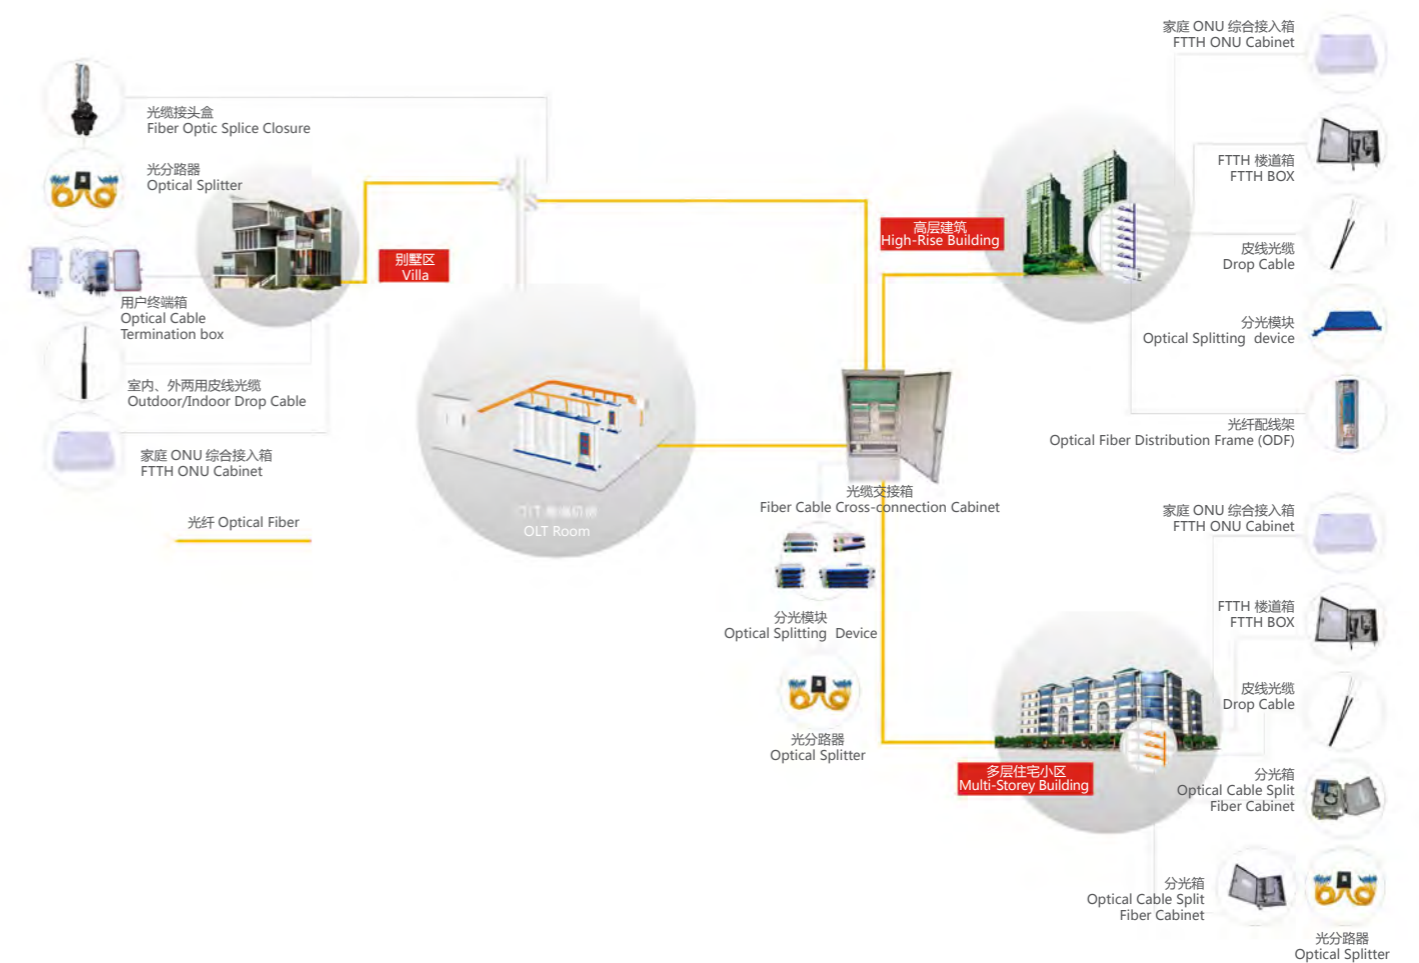 光缆接头盒
Fiber Optic Splice Closure
光分路器
Optical Splitter
用户终端箱
Optical Cable
Termination box
室内、外两用皮线光缆
Outdoor/Indoor Drop Cable
家庭 ONU 综合接入箱
FTTH ONU Cabinet
光纤 Optical Fiber
别墅区
Villa
OLT Room
高层建筑
High-Rise Building
家庭 ONU 综合接入箱
FTTH ONU Cabinet
FTTH 楼道箱
FTTH BOX
皮线光缆
Drop Cable
分光模块
Optical Splitting device
光纤配线架
Optical Fiber Distribution Frame (ODF)
光缆交接箱
Fiber Cable Cross-connection Cabinet
分光模块
Optical Splitting Device
光分路器
Optical Splitter
多层住宅小区
Multi-Storey Building
家庭 ONU 综合接入箱
FTTH ONU Cabinet
FTTH 楼道箱
FTTH BOX
皮线光缆
Drop Cable
分光箱
Optical Cable Split
Fiber Cabinet
分光箱
Optical Cable Split
Fiber Cabinet
光分路器
Optical Splitter